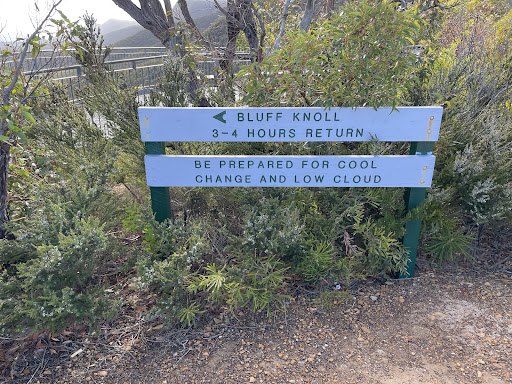 BLUFF KNOLL
3-4 HOURS RETURN
BE PREPARED FOR COOL
CHANGE AND LOW CLOUD